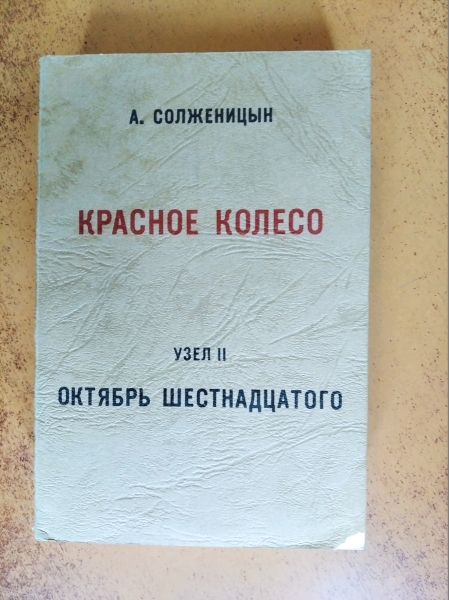 А. СОЛЖЕНИЦЫН
КРАСНОЕ КОЛЕСО
УЗЕЛ II
ОКТЯБРЬ ШЕСТНАДЦАТОГО